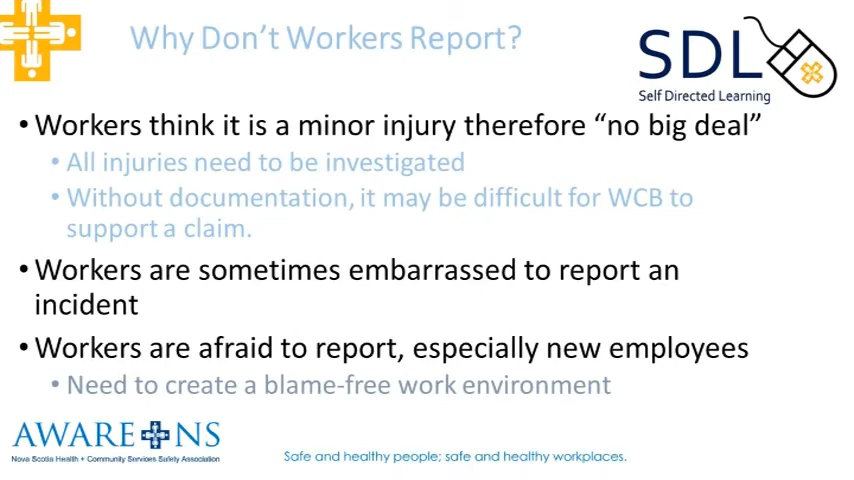 Why Don't Workers Report?
SDL
Self Directed Learning
• Workers think it is a minor injury therefore “no big deal”
• All injuries need to be investigated
• Without documentation, it may be difficult for WCB to
support a claim.
• Workers are sometimes embarrassed to report an
incident
• Workers are afraid to report, especially new employees
• Need to create a blame-free work environment
AWARE NS
Nova Scotia Health + Community Services Safety Association
Safe and healthy people; safe and healthy workplaces.